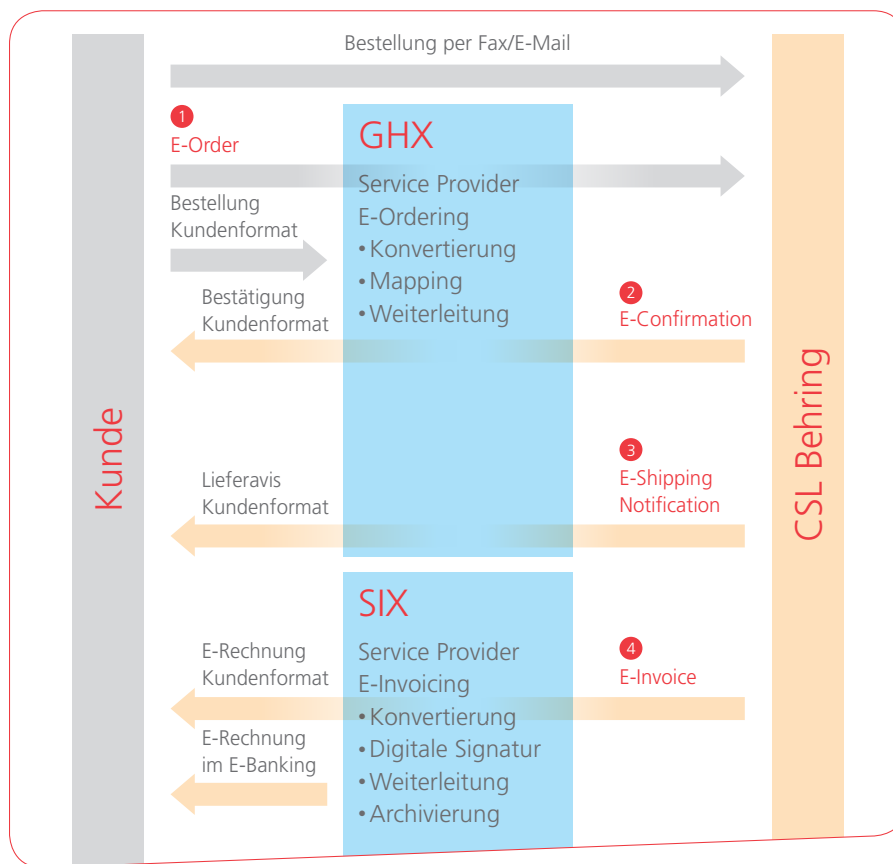 Bestellung per Fax/E-Mail
1
E-Order
Bestellung
Kundenformat
Bestätigung
Kundenformat
Lieferavis
Kundenformat
E-Rechnung
Kundenformat
E-Rechnung
im E-Banking
Kunde
GHX
Service Provider
E-Ordering
• Konvertierung
• Mapping
• Weiterleitung
SIX
Service Provider
E-Invoicing
• Konvertierung
• Digitale Signatur
• Weiterleitung
• Archivierung
2
E-Confirmation
3
E-Shipping
Notification
4
E-Invoice
CSL Behring